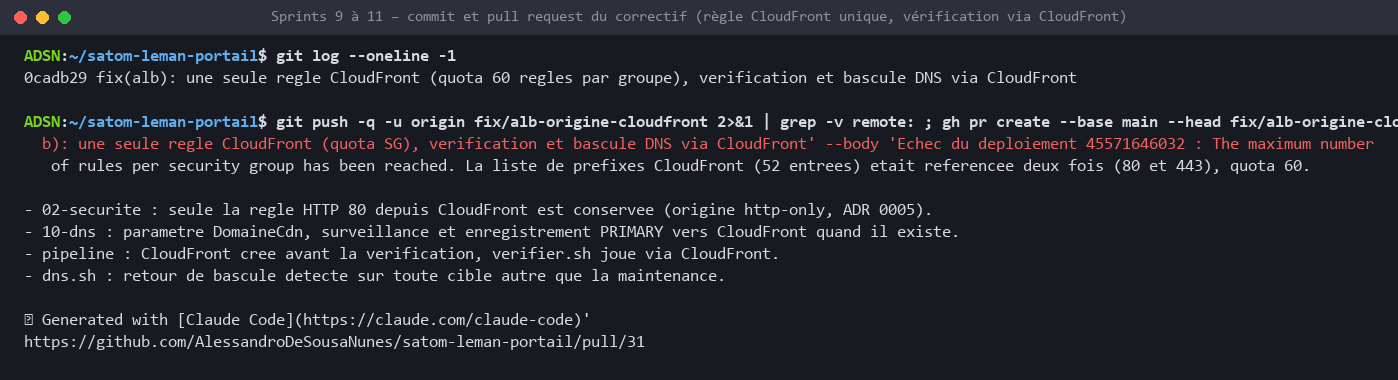 Sprints 9 à 11 – commit et pull request du correctif (règle CloudFront unique, vérification via CloudFront)
ADSN:~/satom-leman-portail$ git log --oneline -1
0cadb29 fix(alb): une seule regle CloudFront (quota 60 regles par groupe), verification et bascule DNS via CloudFront
ADSN:~/satom-leman-portail$ git push -q -u origin fix/alb-origine-cloudfront 2>&1 | grep -v remote: ; gh pr create --base main --head fix/alb-origine-clo
b): une seule regle CloudFront (quota SG), verification et bascule DNS via CloudFront' --body 'Echec du deploiement 45571646032 : The maximum number
of rules per security group has been reached. La liste de prefixes CloudFront (52 entrees) etait referencee deux fois (80 et 443), quota 60.
- 02-securite : seule la regle HTTP 80 depuis CloudFront est conservee (origine http-only, ADR 0005).
- 10-dns : parametre DomaineCdn, surveillance et enregistrement PRIMARY vers CloudFront quand il existe.
- pipeline : CloudFront cree avant la verification, verifier.sh joue via CloudFront.
- dns.sh : retour de bascule detecte sur toute cible autre que la maintenance.
Generated with [Claude Code](https://claude.com/claude-code)'
https://github.com/AlessandroDeSousaNunes/satom-leman-portail/pull/31